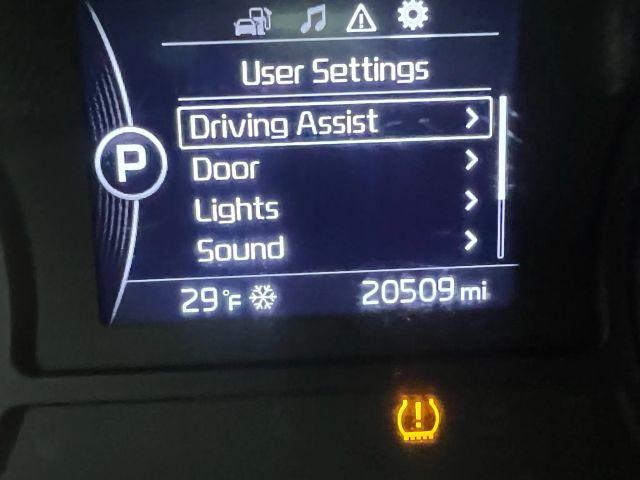 User Settings
Driving Assist
P
Door
Lights
Sound
29°F 20509 mi